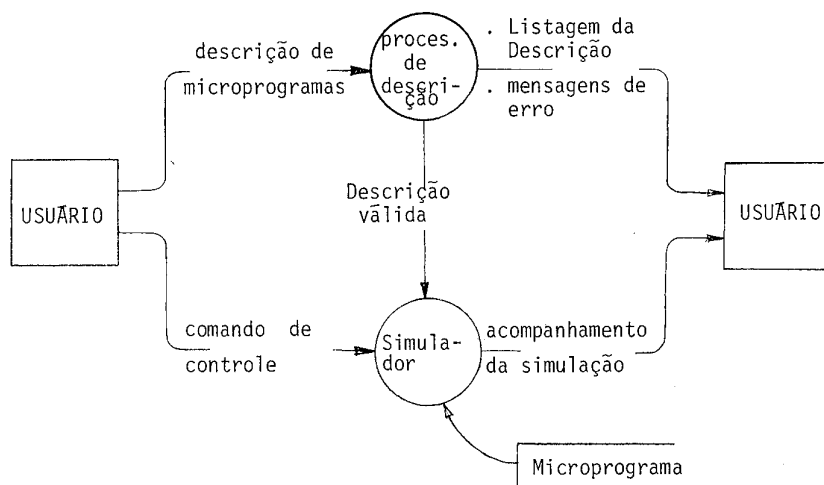 descrição de
microprogramas
proces.
de
descri-
ção
. Listagem da
Descrição
. mensagens de
erro
USUÁRIO
Descrição
válida
USUÁRIO
comando de
controle
Simula-
dor
acompanhamento
da simulação
Microprograma